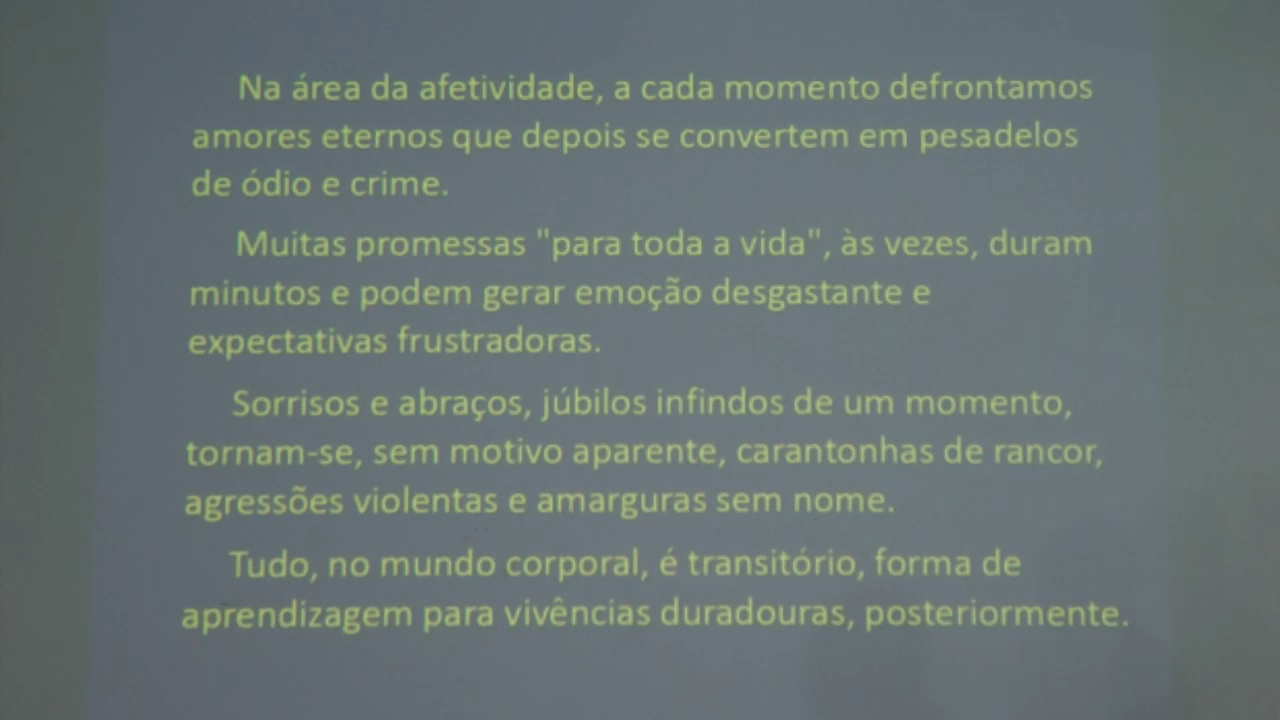 Na área da afetividade, a cada momento defrontamos
amores eternos que depois se convertem em pesadelos
de ódio e crime.
Muitas promessas "para toda a vida", às vezes, duram
minutos e podem gerar emoção desgastante e
expectativas frustradoras.
Sorrisos e abraços, júbilos infindos de um momento,
tornam-se, sem motivo aparente, carantonhas de rancor,
agressões violentas e amarguras sem nome.
Tudo, no mundo corporal, é transitório, forma de
aprendizagem para vivências duradouras, posteriormente.